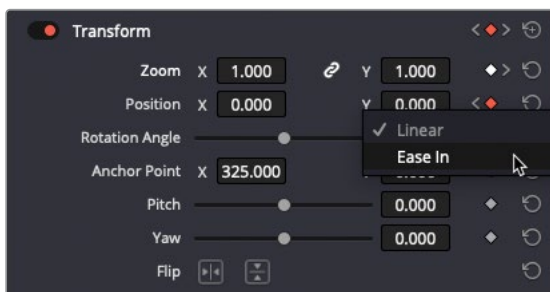 Transform
Zoom X 1.000 Y 1.000
Position X 0.000 Y 0.000
✓ Linear
Rotation Angle
Ease In
Anchor Point X 325.000
Pitch 0.000
Yaw 0.000
Flip